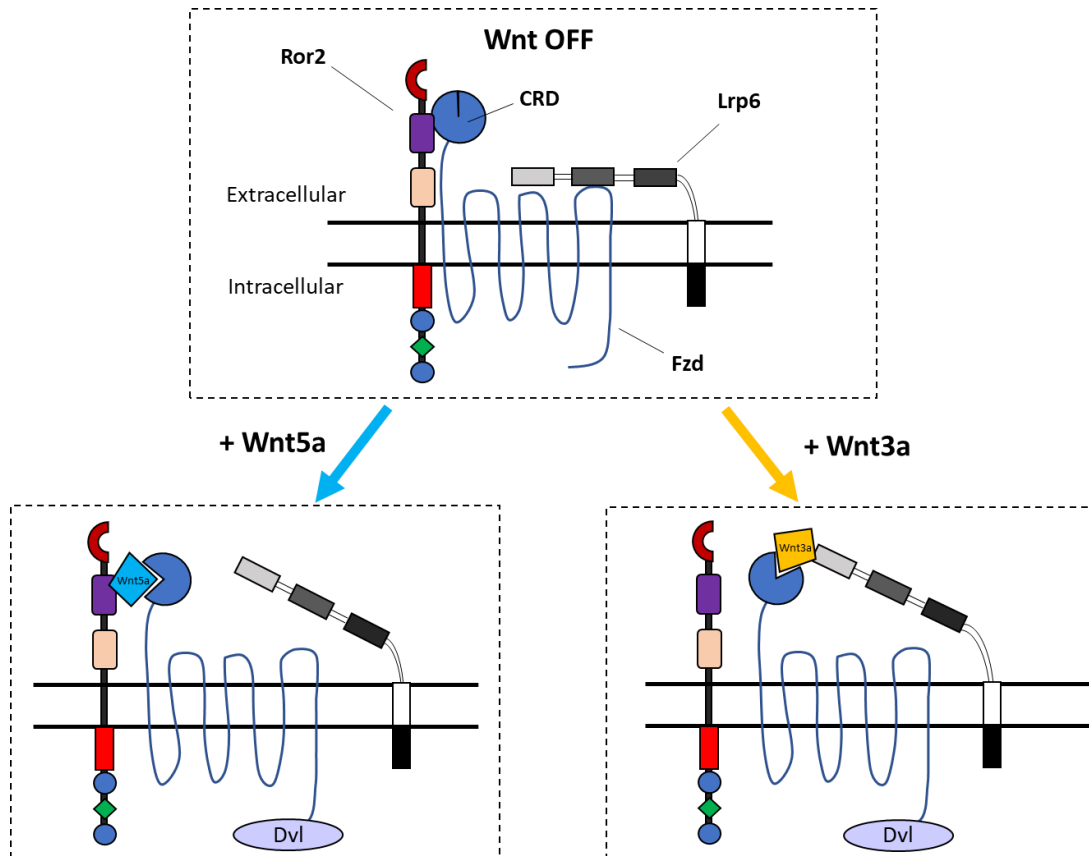 Wnt OFF
Ror2
CRD
Lrp6
Extracellular
Intracellular
Fzd
+ Wnt5a
+ Wnt3a
Wnt5a
Wnt3a
Dvl
Dvl